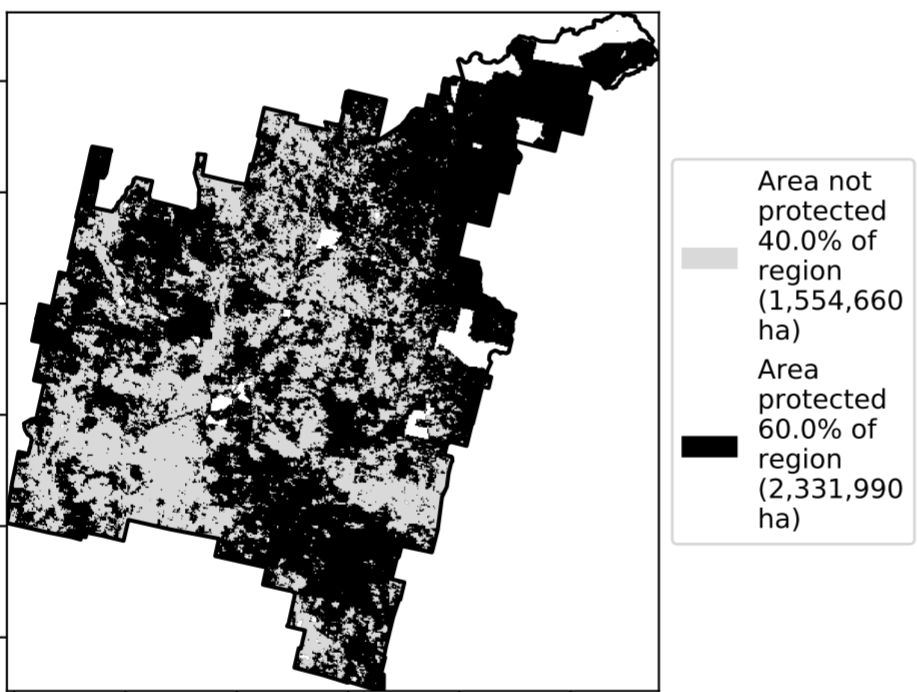 Area not
protected
40.0% of
region
(1,554,660
ha)
Area
protected
60.0% of
region
(2,331,990
ha)